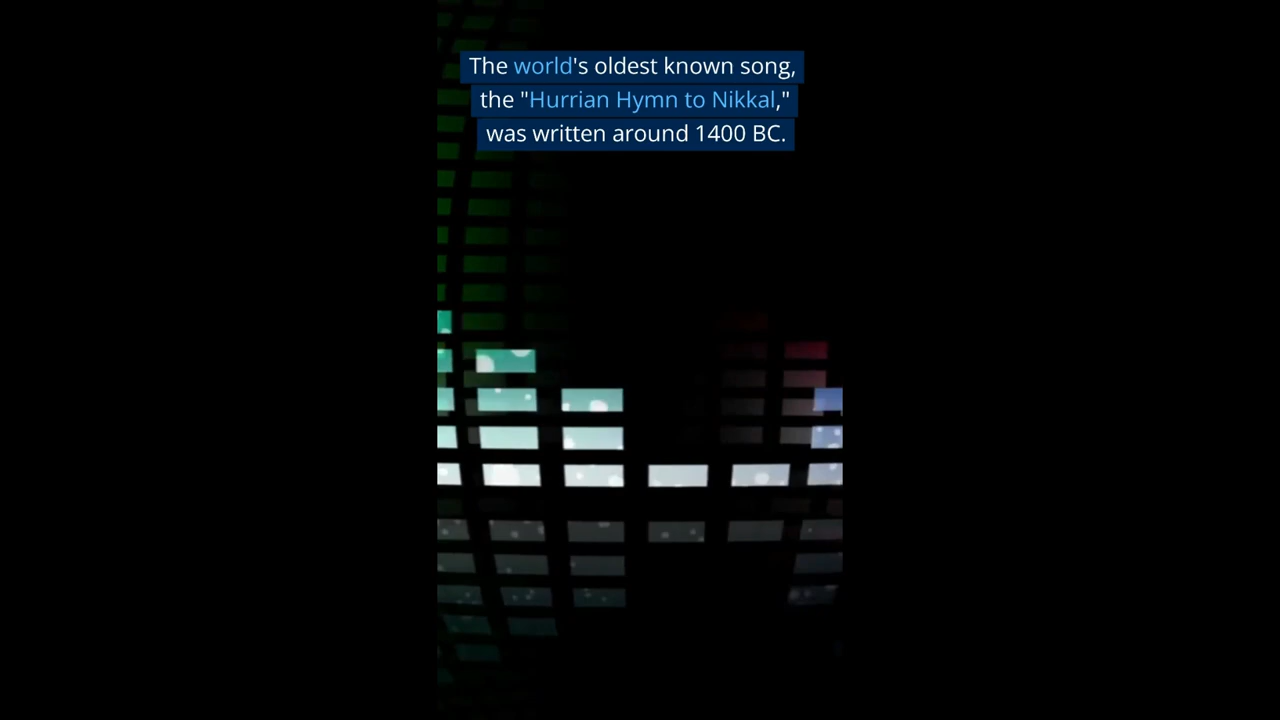 The world's oldest known song,
the "Hurrian Hymn to Nikkal,"
was written around 1400 BC.